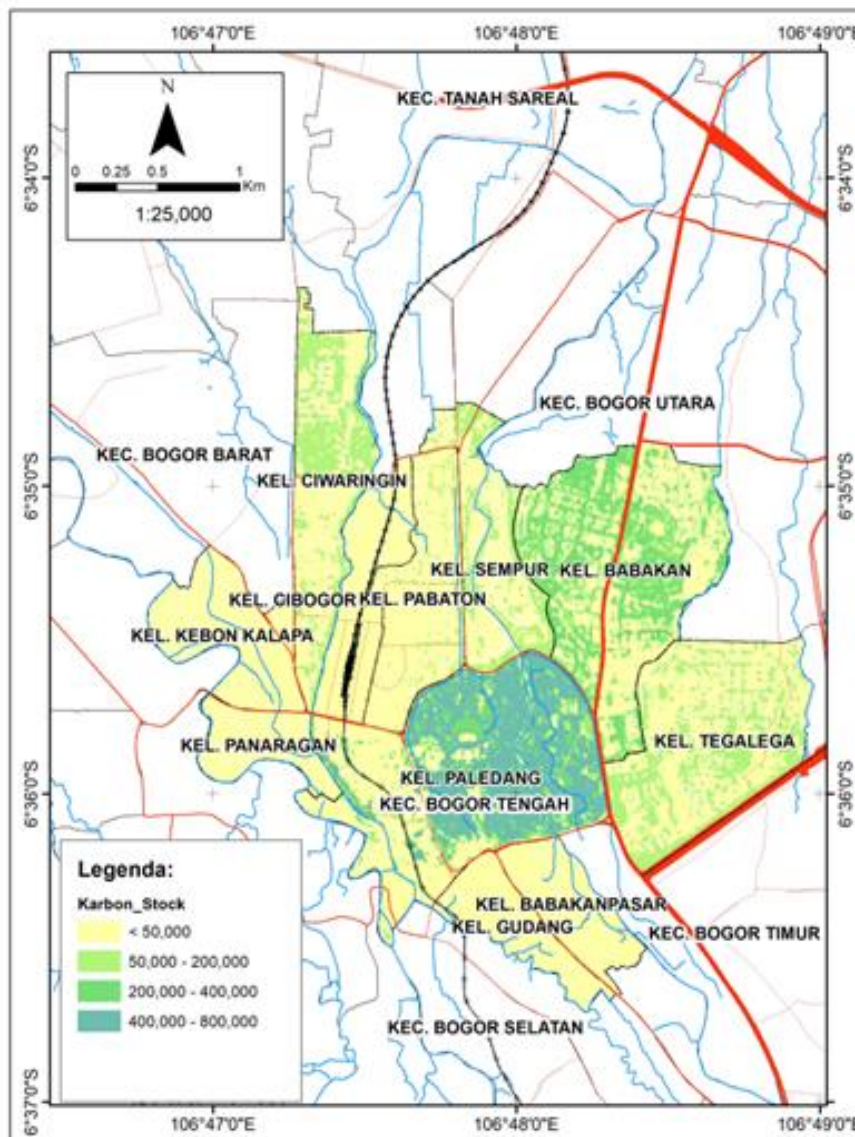 106°47'0"E
106°48'0"E
106°49'0"E
N
KEC. TANAH SAREAL
0 0.25 0.5 1
Km
1:25,000
6°34'0"S
6°34'0"S
KEC. BOGOR UTARA
KEC. BOGOR BARAT
KEL. CIWARINGIN
6°35'0"S
6°35'0"S
KEL. SEMPUR
KEL. BABAKAN
KEL. CIBOGOR
KEL. PABATON
KEL. KEBON KALAPA
KEL. PANARAGAN
KEL. TEGALEGA
KEL. PALEDANG
6°36'0"S
6°36'0"S
KEC. BOGOR TENGAH
Legenda:
Karbon_Stock
< 50,000
50,000 - 200,000
200,000 - 400,000
400,000 - 800,000
KEL. BABAKANPASAR
KEL. GUDANG
KEC. BOGOR TIMUR
KEC. BOGOR SELATAN
6°37'0"S
6°37'0"S
106°47'0"E
106°48'0"E
106°49'0"E